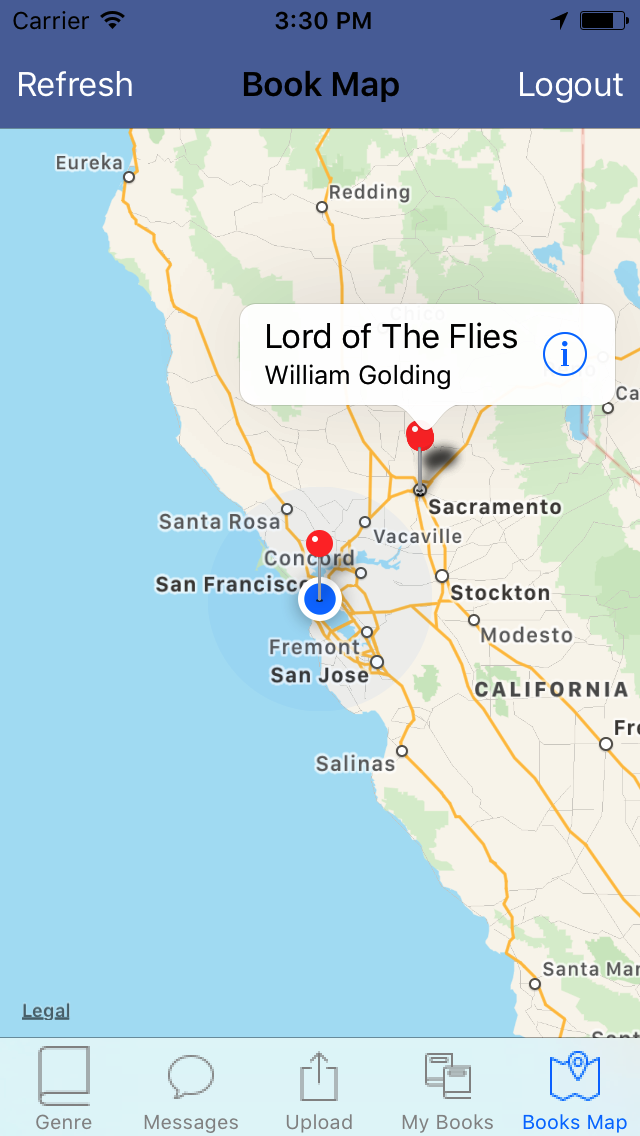 Carrier 3:30 PM
Refresh Book Map Logout
Eureka
Redding
Chico
Lord of The Flies
William Golding
i
Ca
Sacramento
Santa Rosa
Vacaville
Concord
San Francisco
Stockton
Modesto
Fremont
San Jose
CALIFORNIA
Fre
Salinas
Santa Mar
Legal
Genre Messages Upload My Books Books Map